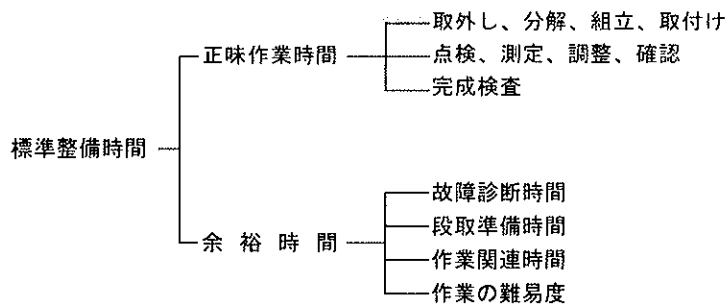 取外し、分解、組立、取付け
正味作業時間
点検、測定、調整、確認
完成検査
標準整備時間
故障診断時間
段取準備時間
余裕時間
作業関連時間
作業の難易度